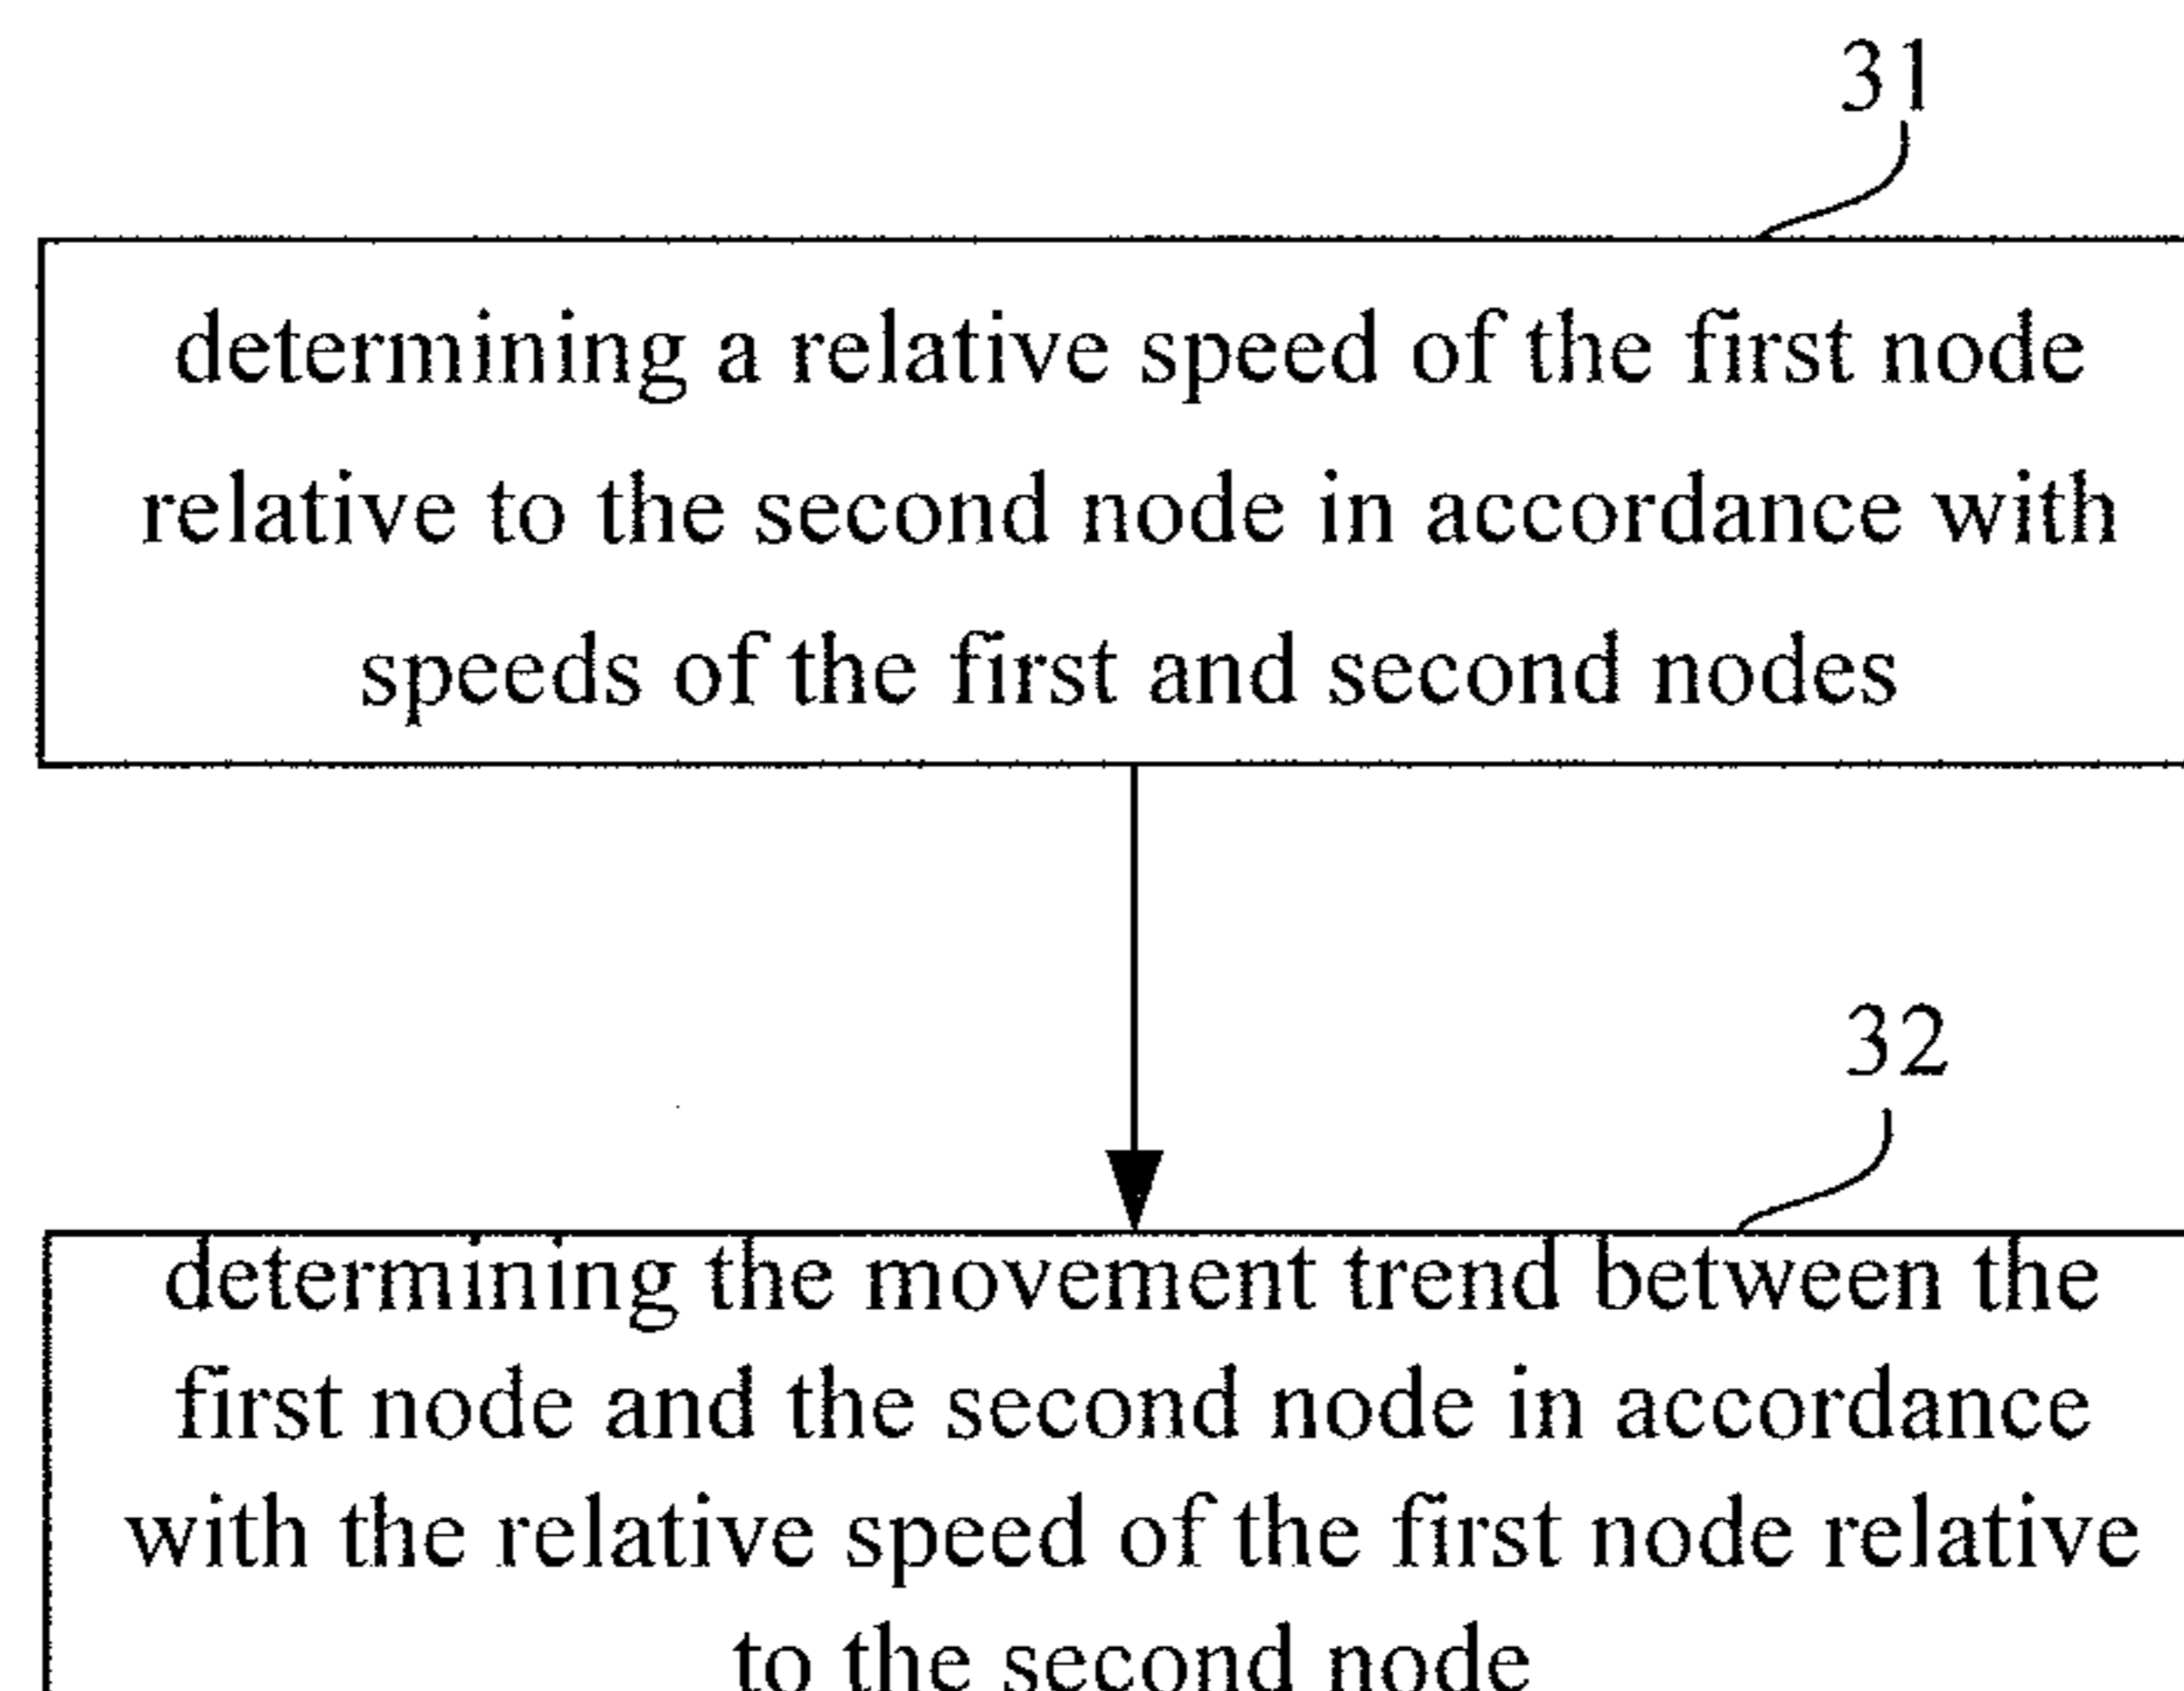 31
determining a relative speed of the first node
relative to the second node in accordance with
speeds of the first and second nodes
32
determining the movement trend between the
first node and the second node in accordance
with the relative speed of the first node relative
to the second node